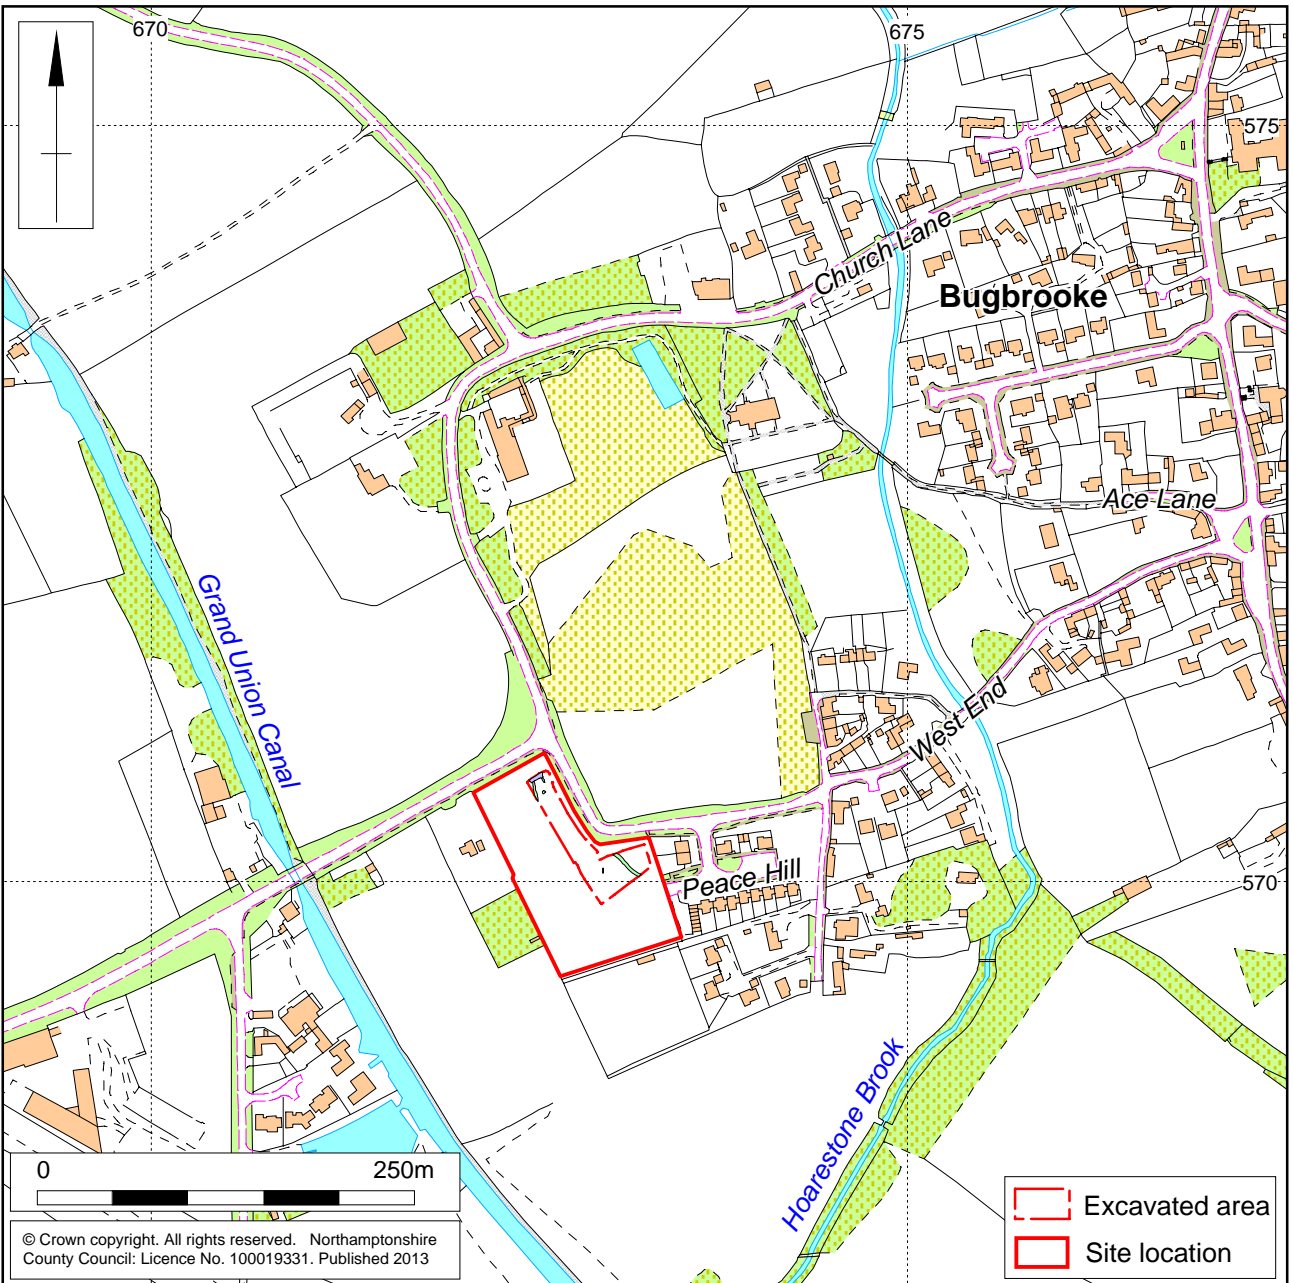 670
675
575
Church Lane
Bugbrooke
Ace Lane
Grand Union Canal
West End
Peace Hill
570
Hoarestone Brook
0 250m
© Crown copyright. All rights reserved. Northamptonshire
County Council: Licence No. 100019331. Published 2013
Excavated area
Site location